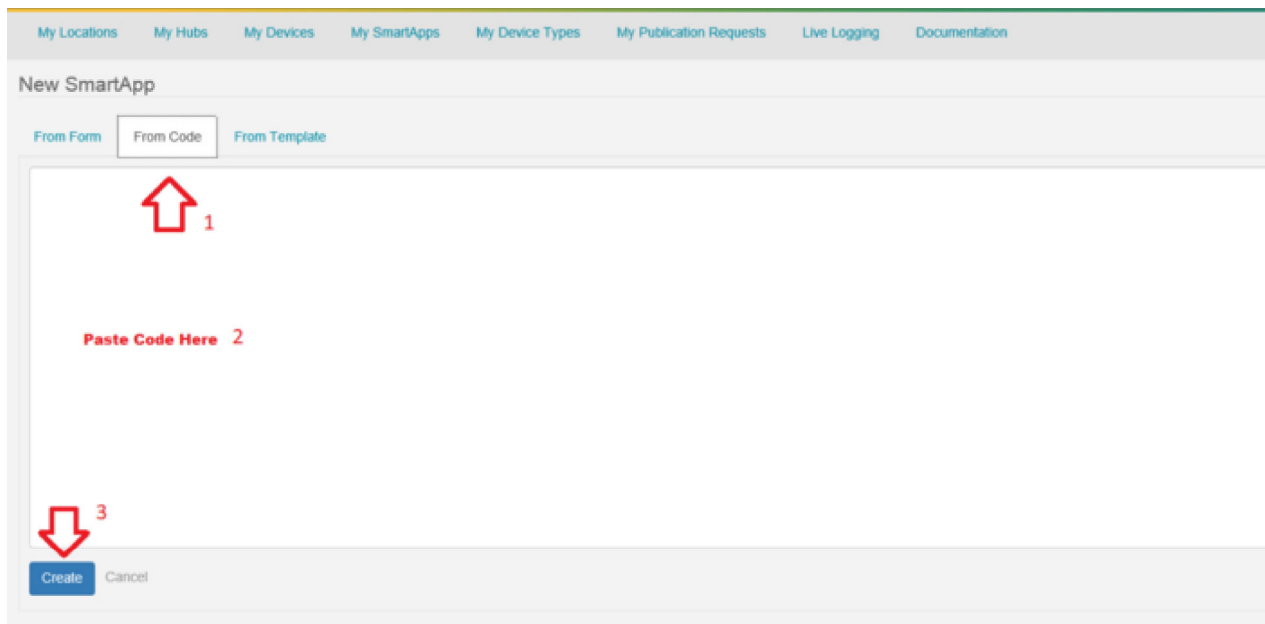 My Locations My Hubs My Devices My SmartApps My Device Types My Publication Requests Live Logging Documentation
New SmartApp
From Form From Code From Template
1
Paste Code Here 2
3
Create Cancel